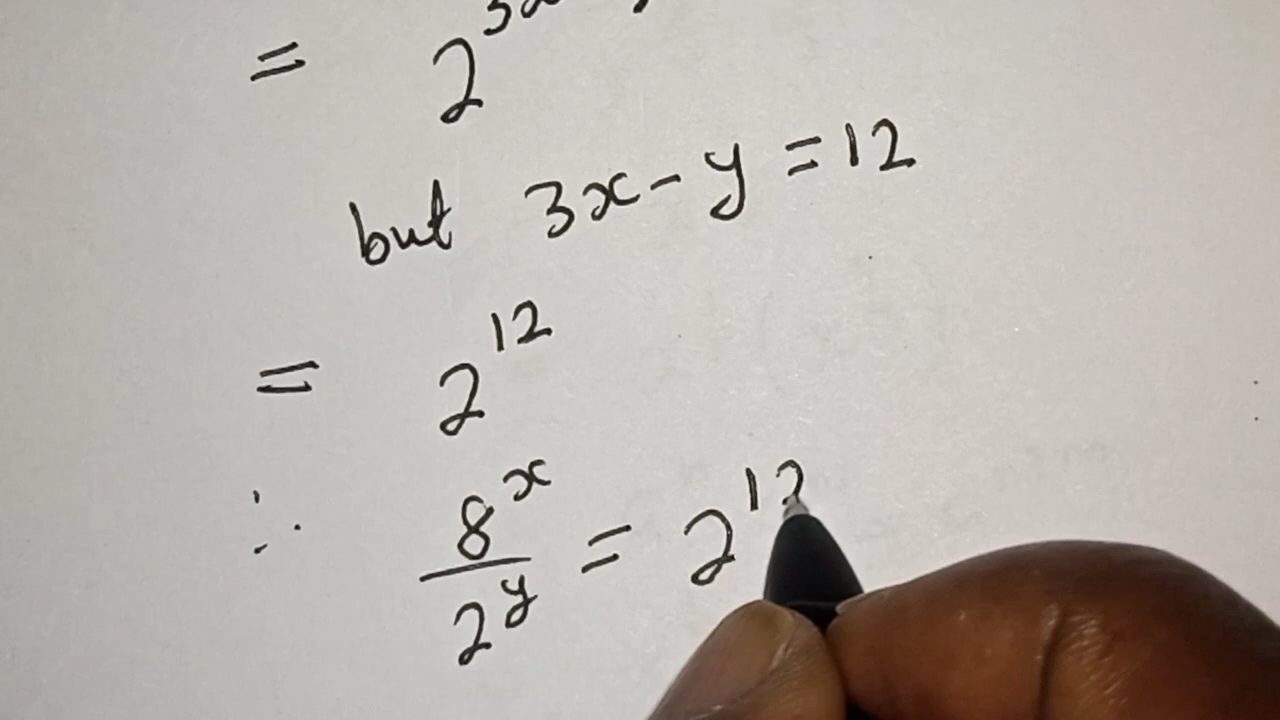 = 2^3x
but 3x - y = 12
= 2^12
∴ 8^x / 2^y = 2^12